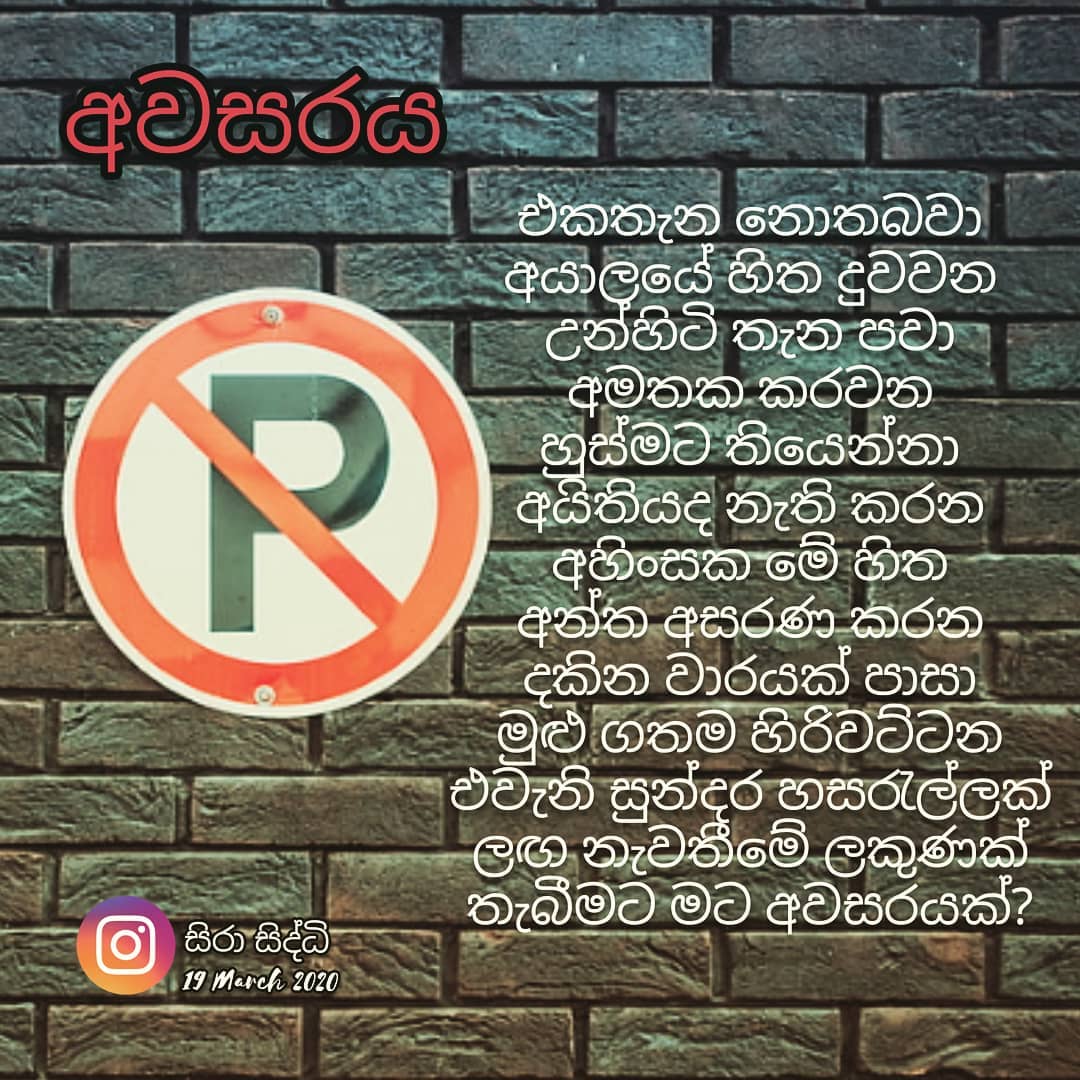 අවසරය
එකතැන නොතබවා
අයාලයේ හිත දුවවන
උන්හිටි තැන පවා
අමතක කරවන
හුස්මට තියෙන්නා
අයිතියද නැති කරන
අහිංසක මේ හිත
අන්ත අසරණ කරන
දකින වාරයක් පාසා
මුළු ගතම හිරිවට්ටන
එවැනි සුන්දර හසරැල්ලක්
ලඟ නැවතීමේ ලකුණක්
තැබීමට මට අවසරයක්?
P
සිරා සිද්ධි
19 March 2020